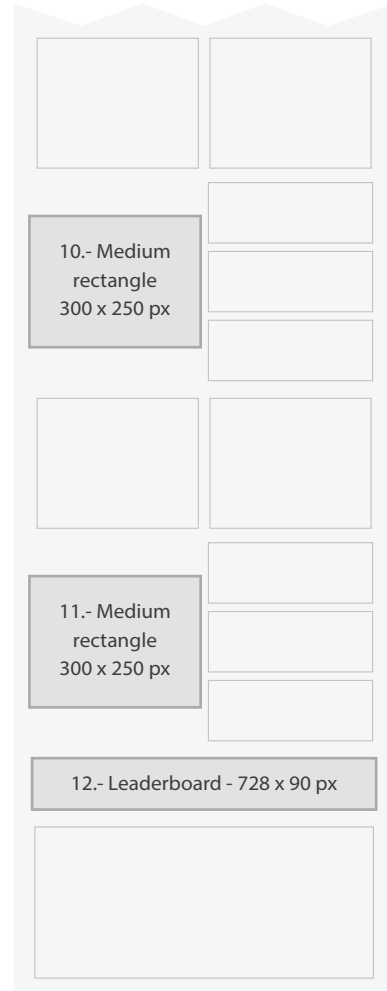 10.- Medium
rectangle
300 x 250 px
11.- Medium
rectangle
300 x 250 px
12.- Leaderboard - 728 x 90 px